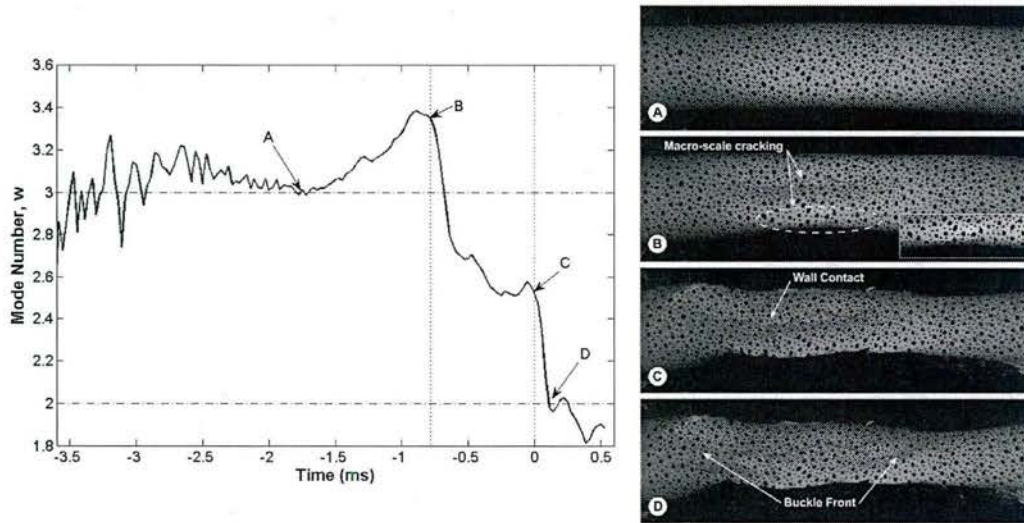 Mode Number, w
3.6
3.4
3.2
3
2.8
2.6
2.4
2.2
2
1.8
A
B
C
D
-3.5
-3
-2.5
-2
-1.5
-1
-0.5
0
0.5
Time (ms)
A
Macro-scale cracking
B
Wall Contact
C
Buckle Front
D